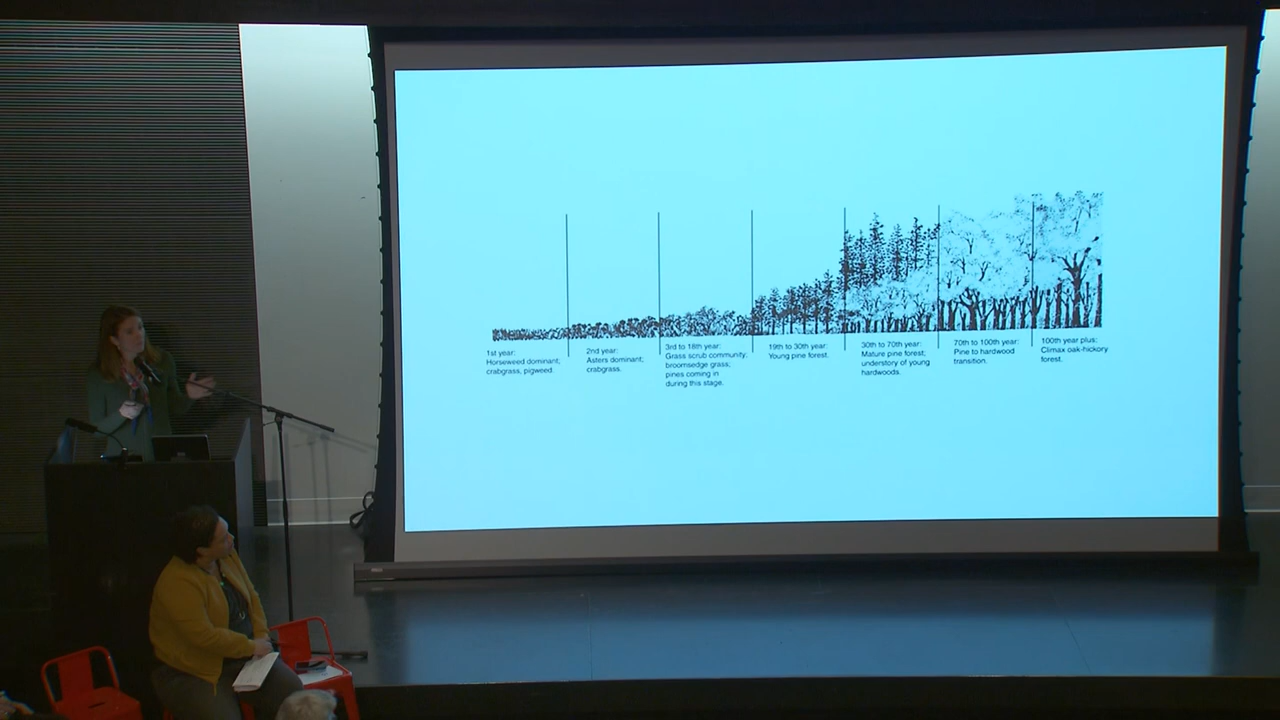 1st year:
Horseweed dominant;
crabgrass, pigweed.
2nd year:
Asters dominant;
crabgrass.
3rd to 18th year:
Grass scrub community;
broomsedge grass;
pines coming in
during this stage.
19th to 30th year:
Young pine forest.
30th to 70th year:
Mature pine forest;
understory of young
hardwoods.
70th to 100th year:
Pine to hardwood
transition.
100th year plus:
Climax oak-hickory
forest.